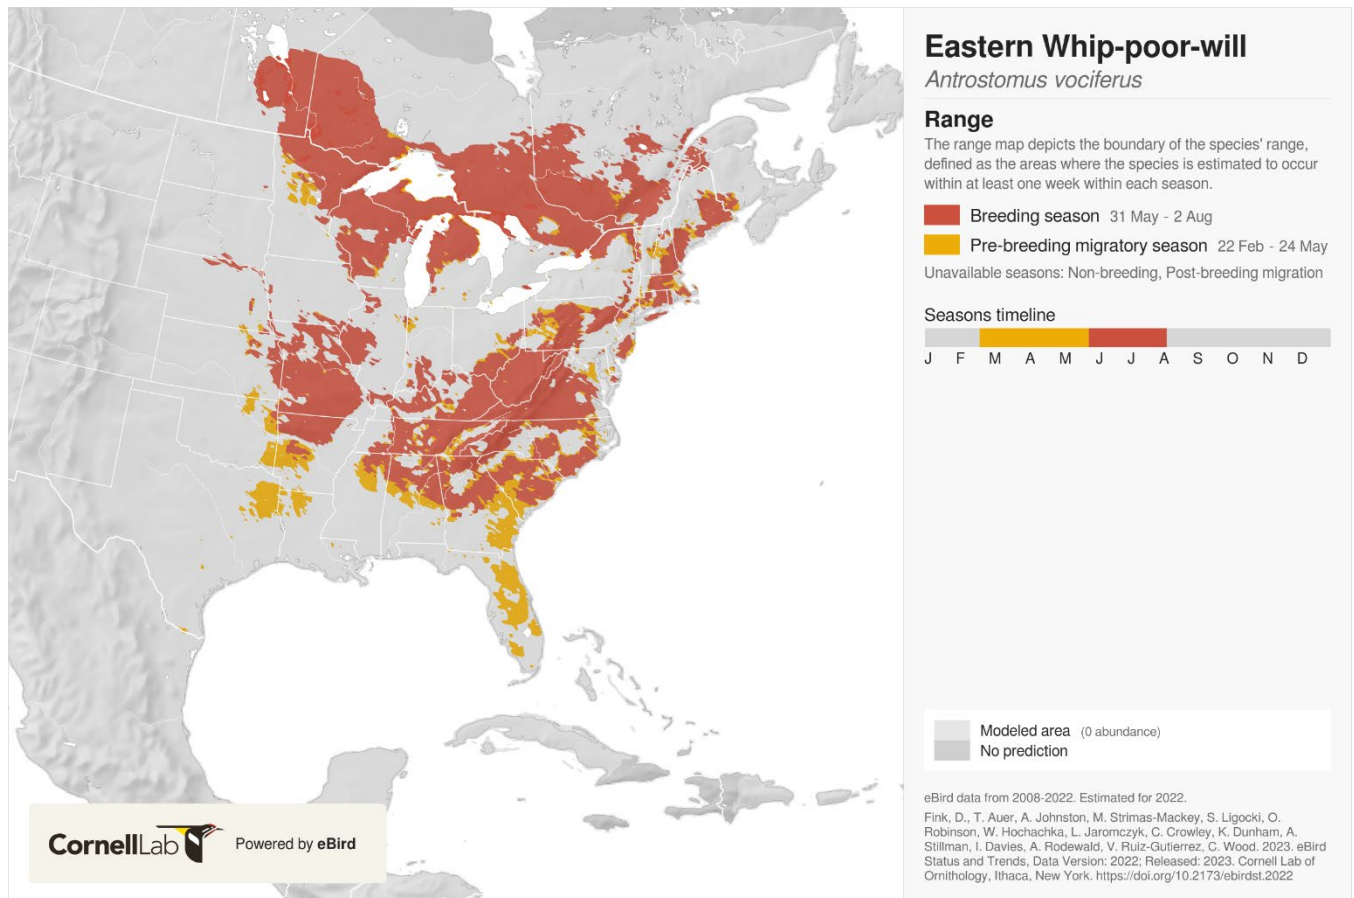 Eastern Whip-poor-will
Antrostomus vociferus
Range
The range map depicts the boundary of the species' range,
defined as the areas where the species is estimated to occur
within at least one week within each season.
Breeding season 31 May - 2 Aug
Pre-breeding migratory season 22 Feb - 24 May
Unavailable seasons: Non-breeding, Post-breeding migration
Seasons timeline
J F M A M J J A S O N D
Modeled area (0 abundance)
No prediction
eBird data from 2008-2022. Estimated for 2022.
Fink, D., T. Auer, A. Johnston, M. Strimas-Mackey, S. Ligocki, O.
Robinson, W. Hochachka, L. Jaromczyk, C. Crowley, K. Dunham, A.
Stillman, I. Davies, A. Rodewald, V. Ruiz-Gutierrez, C. Wood. 2023. eBird
Status and Trends, Data Version: 2022; Released: 2023. Cornell Lab of
Ornithology, Ithaca, New York. https://doi.org/10.2173/ebirdst.2022
CornellLab Powered by eBird